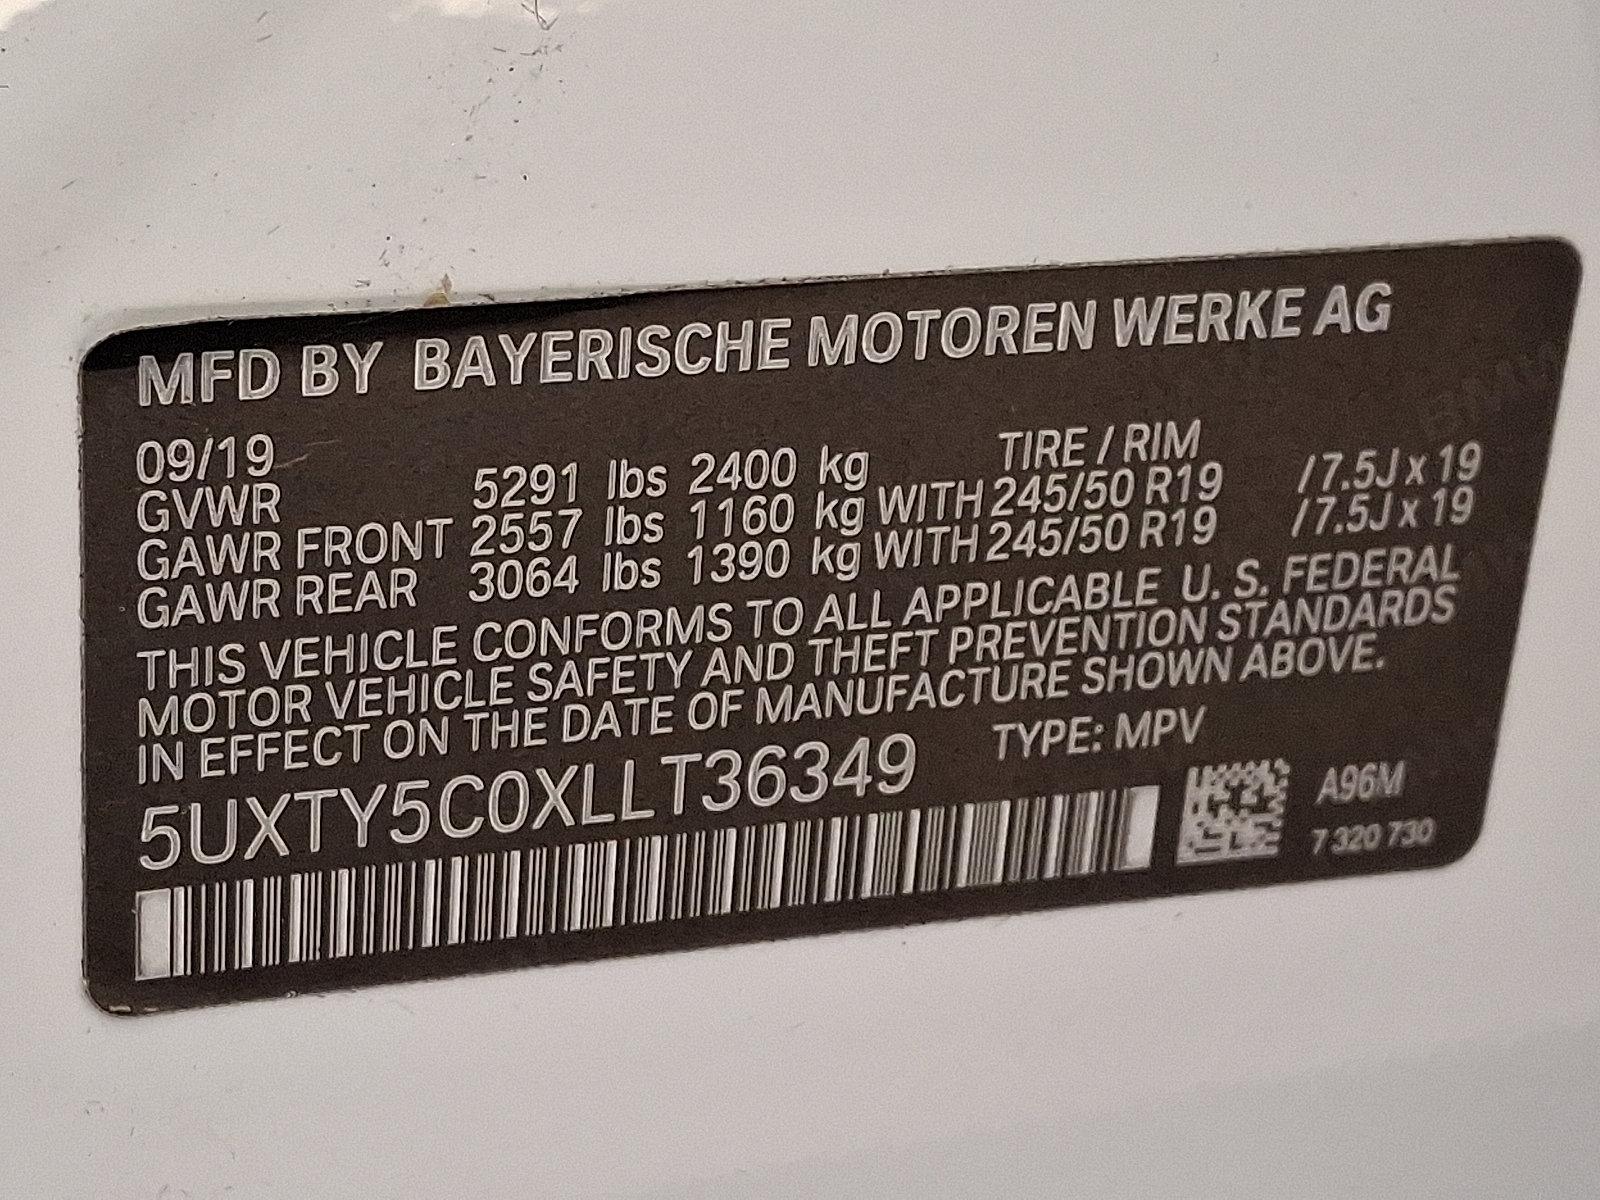 MFD BY BAYERISCHE MOTOREN WERKE AG
09/19 TIRE / RIM
GVWR 5291 lbs 2400 kg
GAWR FRONT 2557 lbs 1160 kg WITH 245/50 R19 / 7.5J x 19
GAWR REAR 3064 lbs 1390 kg WITH 245/50 R19 / 7.5J x 19
THIS VEHICLE CONFORMS TO ALL APPLICABLE U. S. FEDERAL
MOTOR VEHICLE SAFETY AND THEFT PREVENTION STANDARDS
IN EFFECT ON THE DATE OF MANUFACTURE SHOWN ABOVE.
5UXTY5C0XLLT36349 TYPE: MPV
A96M
7 320 730